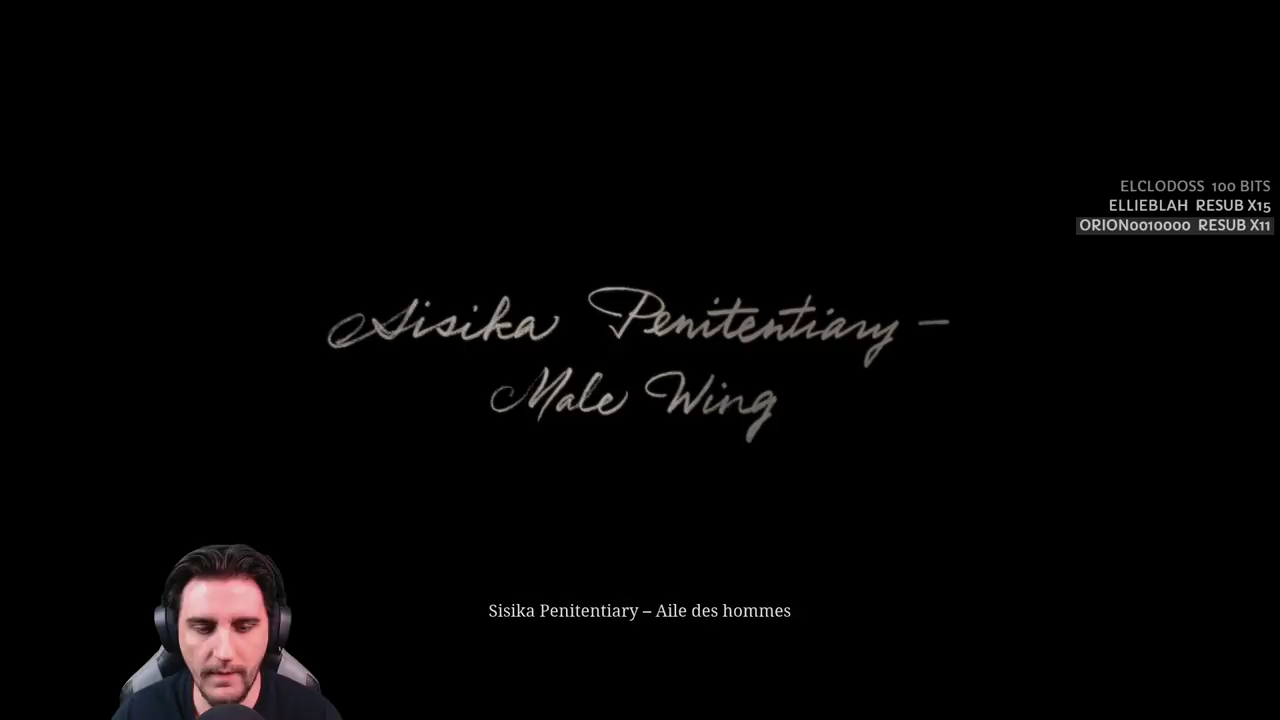 ELCLODOSS 100 BITS
ELLIEBLAH RESUB X15
ORION0010000 RESUB X11
Sisika Penitentiary –
Male Wing
Sisika Penitentiary – Aile des hommes